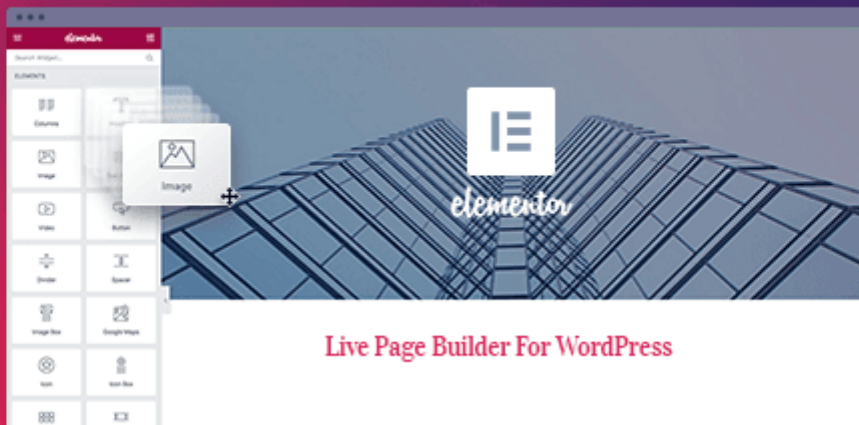 elementor
Search Widget...
ELEMENTS
Columns
Image
Image
Video
Button
Divider
Spacer
Image Box
Google Maps
Icon
Icon Box
elementor
Live Page Builder For WordPress